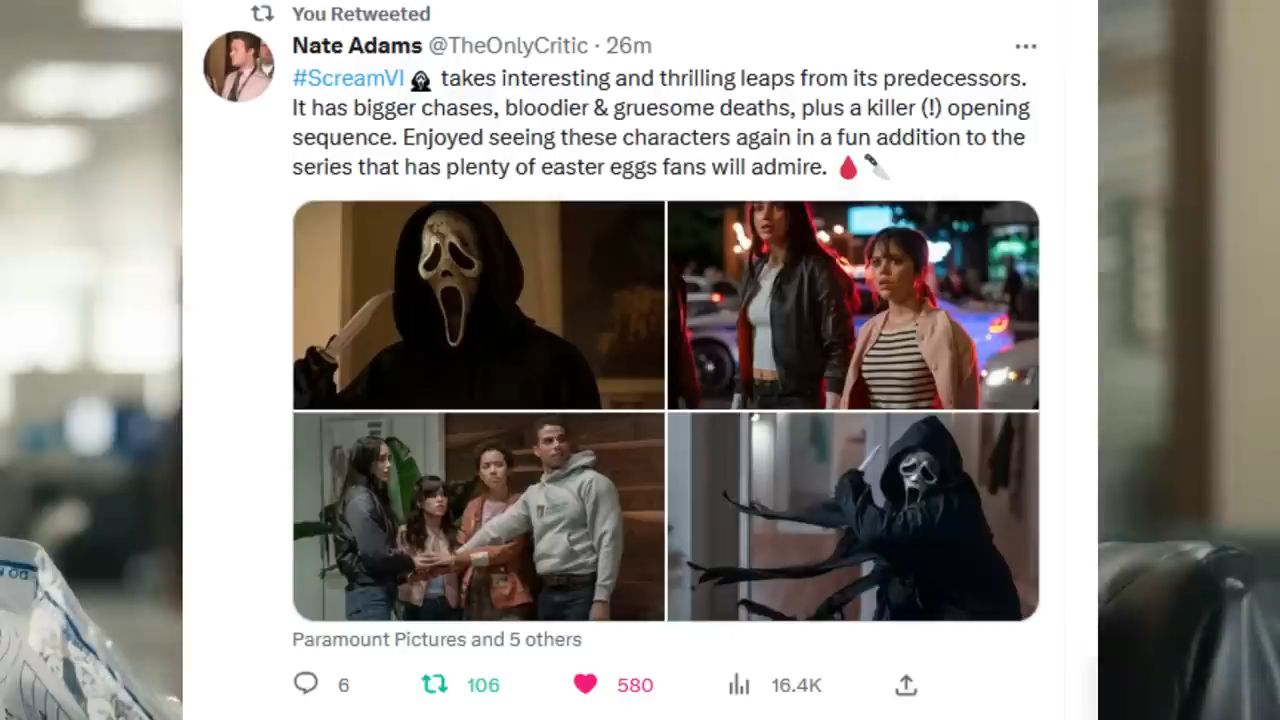 You Retweeted
Nate Adams @TheOnlyCritic · 26m
#ScreamVI takes interesting and thrilling leaps from its predecessors.
It has bigger chases, bloodier & gruesome deaths, plus a killer (!) opening
sequence. Enjoyed seeing these characters again in a fun addition to the
series that has plenty of easter eggs fans will admire.
Paramount Pictures and 5 others
6 106 580 16.4K